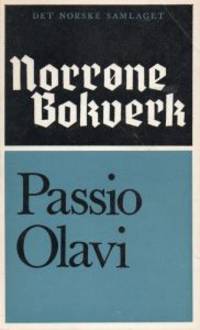 DET NORSKE SAMLAGET
Norrøne
Bokverk
Passio
Olavi